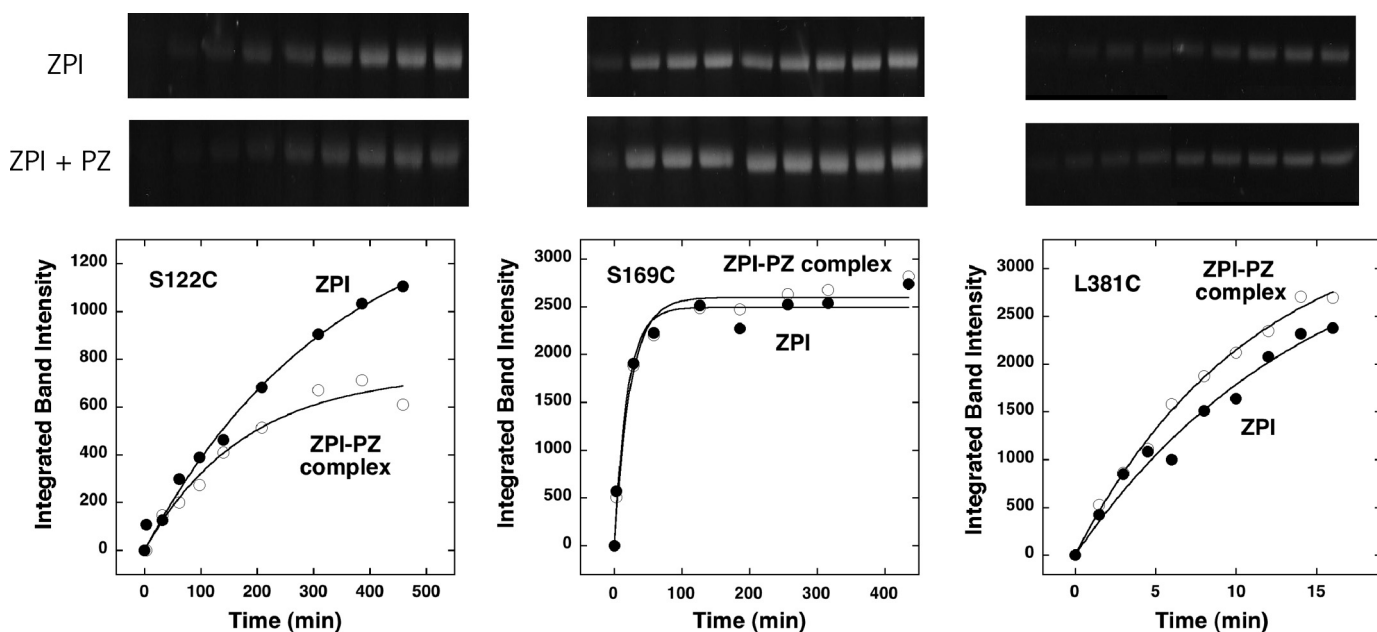 ZPI
ZPI + PZ
Integrated Band Intensity
1200
1000
800
600
400
200
0
S122C
ZPI
ZPI-PZ
complex
0 100 200 300 400 500
Time (min)
Integrated Band Intensity
3000
2500
2000
1500
1000
500
0
S169C
ZPI-PZ complex
ZPI
0 100 200 300 400
Time (min)
Integrated Band Intensity
3000
2500
2000
1500
1000
500
0
L381C
ZPI-PZ
complex
ZPI
0 5 10 15
Time (min)